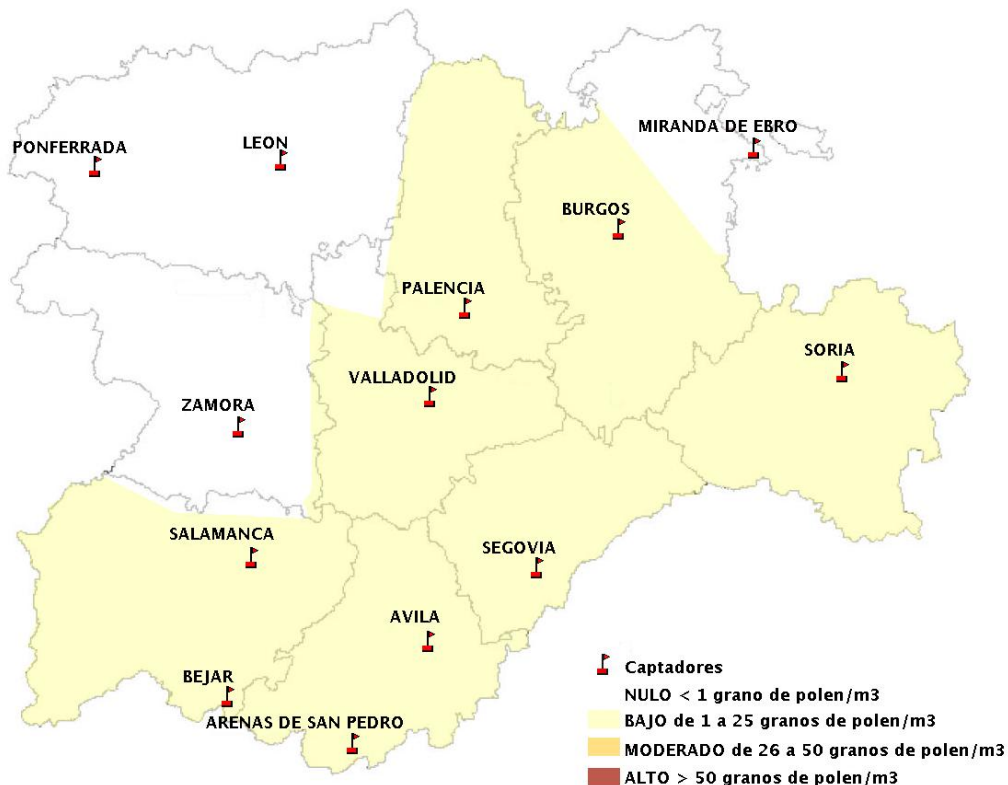 MIRANDA DE EBRO
PONFERRADA
LEON
BURGOS
PALENCIA
SORIA
VALLADOLID
ZAMORA
SALAMANCA
SEGOVIA
AVILA
BEJAR
ARENAS DE SAN PEDRO
Captadores
NULO < 1 grano de polen/m3
BAJO de 1 a 25 granos de polen/m3
MODERADO de 26 a 50 granos de polen/m3
ALTO > 50 granos de polen/m3